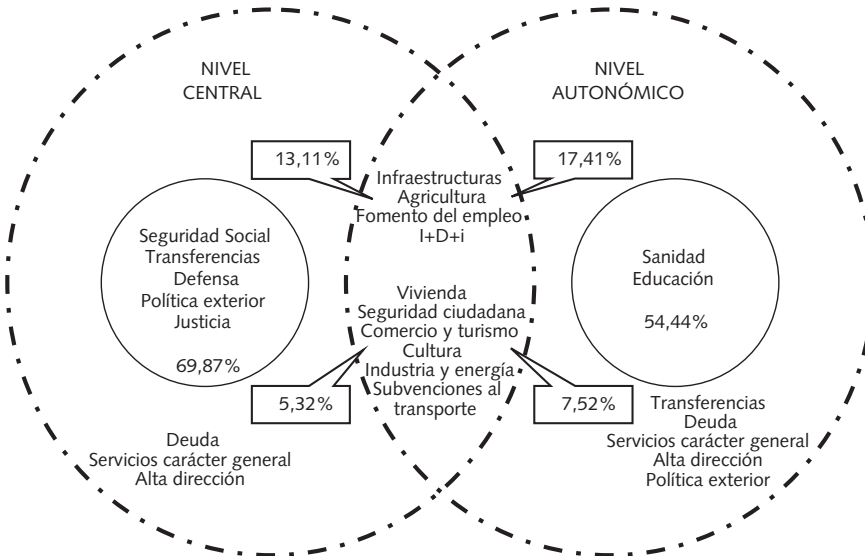 NIVEL
CENTRAL
NIVEL
AUTONÓMICO
13,11%
17,41%
Infraestructuras
Agricultura
Fomento del empleo
I+D+i
Seguridad Social
Transferencias
Defensa
Política exterior
Justicia
69,87%
Sanidad
Educación
54,44%
Vivienda
Seguridad ciudadana
Comercio y turismo
Cultura
Industria y energía
Subvenciones al
transporte
5,32%
7,52%
Deuda
Servicios carácter general
Alta dirección
Transferencias
Deuda
Servicios carácter general
Alta dirección
Política exterior